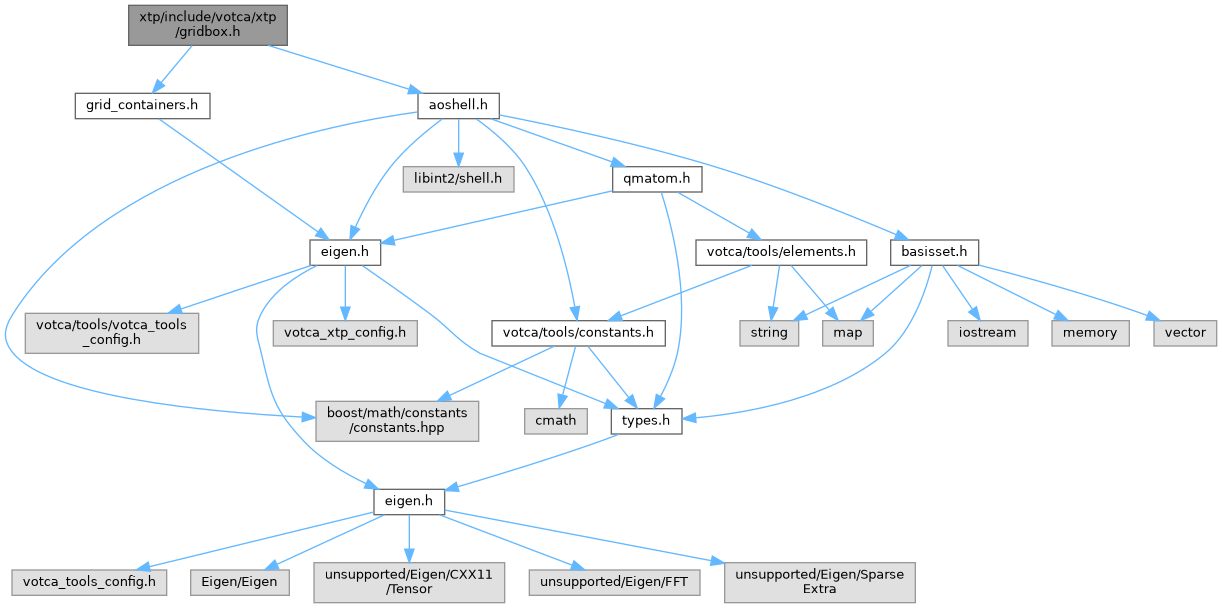 xtp/include/votca/xtp
/gridbox.h
grid_containers.h
aoshell.h
libint2/shell.h
qmatom.h
eigen.h
votca/tools/elements.h
basisset.h
votca/tools/votca_tools
_config.h
votca_xtp_config.h
votca/tools/constants.h
string
map
iostream
memory
vector
boost/math/constants
/constants.hpp
cmath
types.h
eigen.h
votca_tools_config.h
Eigen/Eigen
unsupported/Eigen/CXX11
/Tensor
unsupported/Eigen/FFT
unsupported/Eigen/Sparse
Extra